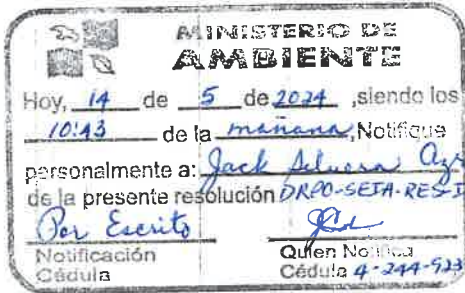 MINISTERIO DE
AMBIENTE
Hoy, 14 de 5 de 2024, siendo los
10:43 de la mañana, Notifique
personalmente a: Jack
de la presente resolución DRPO-SEIA-RES-I
Por Escrito
Notificación Quien Notifica
Cédula Cédula 4-244-923